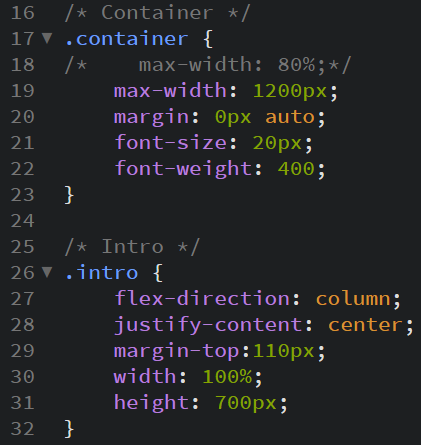 16 /* Container */
17 ▼ .container {
18 /*    max-width: 80%;*/
19     max-width: 1200px;
20     margin: 0px auto;
21     font-size: 20px;
22     font-weight: 400;
23 }
24
25 /* Intro */
26 ▼ .intro {
27     flex-direction: column;
28     justify-content: center;
29     margin-top:110px;
30     width: 100%;
31     height: 700px;
32 }